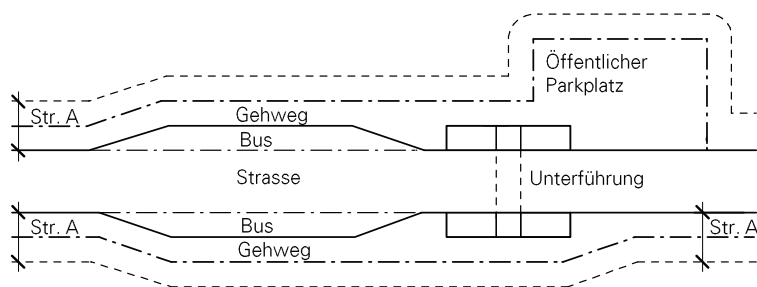 Öffentlicher
Parkplatz
Str. A
Gehweg
Bus
Strasse
Unterführung
Str. A
Bus
Str. A
Gehweg